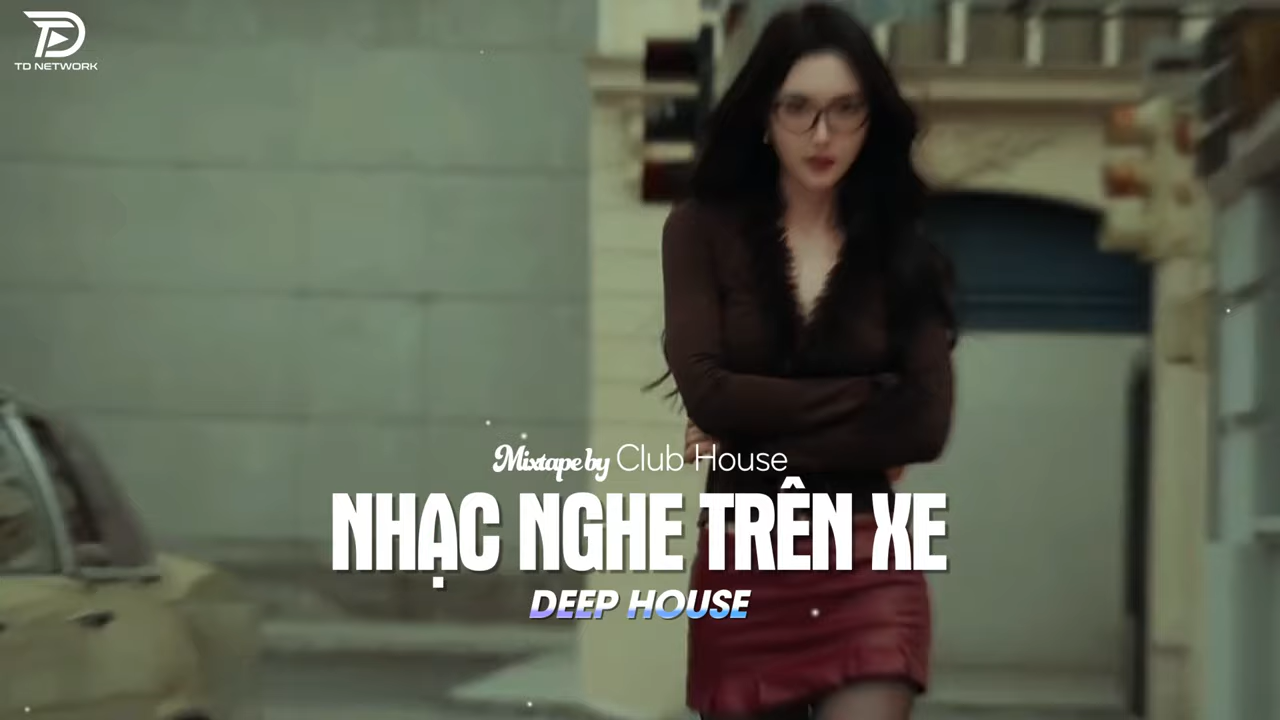 TD NETWORK
Mixtape by Club House
NHẠC NGHE TRÊN XE
DEEP HOUSE